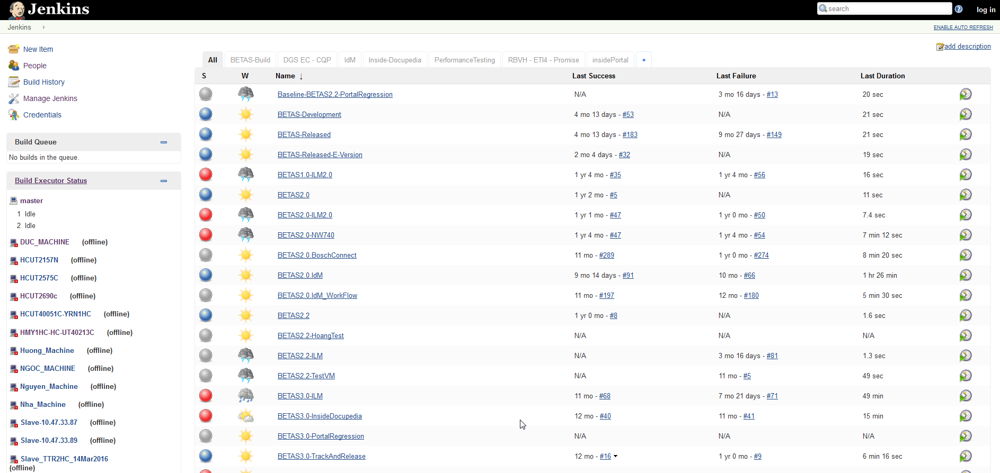 Jenkins
search
log in
Jenkins
ENABLE AUTO REFRESH
New Item
People
Build History
Manage Jenkins
Credentials
Build Queue
No builds in the queue.
Build Executor Status
master
1 Idle
2 Idle
DUC_MACHINE (offline)
HCUT2157N (offline)
HCUT2575C (offline)
HCUT2690c (offline)
HCUT40051C-YRN1HC (offline)
HMY1HC-HC-UT40213C (offline)
Huong_Machine (offline)
NGOC_MACHINE (offline)
Nguyen_Machine (offline)
Nha_Machine (offline)
Slave-10.47.33.87 (offline)
Slave-10.47.33.89 (offline)
Slave_TTR2HC_14Mar2016
(offline)
add description
All BETAS-Build DGS EC - CQP IdM Inside-Docupedia PerformanceTesting RBVH - ETI4 - Promise insidePortal +
S W Name ↓ Last Success Last Failure Last Duration
Baseline-BETAS2.2-PortalRegression N/A 3 mo 16 days - #13 20 sec
BETAS-Development 4 mo 13 days - #53 N/A 21 sec
BETAS-Released 4 mo 13 days - #183 9 mo 27 days - #149 21 sec
BETAS-Released-E-Version 2 mo 4 days - #32 N/A 19 sec
BETAS1.0-ILM2.0 1 yr 4 mo - #35 1 yr 4 mo - #56 16 sec
BETAS2.0 1 yr 2 mo - #5 N/A 11 sec
BETAS2.0-ILM2.0 1 yr 1 mo - #47 1 yr 0 mo - #50 7.4 sec
BETAS2.0-NW740 1 yr 4 mo - #47 1 yr 4 mo - #54 7 min 12 sec
BETAS2.0.BoschConnect 11 mo - #289 1 yr 0 mo - #274 8 min 20 sec
BETAS2.0.IdM 9 mo 14 days - #91 10 mo - #66 1 hr 26 min
BETAS2.0.IdM_WorkFlow 11 mo - #197 12 mo - #180 5 min 30 sec
BETAS2.2 1 yr 0 mo - #8 N/A 1.6 sec
BETAS2.2-HoangTest N/A N/A N/A
BETAS2.2-ILM N/A 3 mo 16 days - #81 1.3 sec
BETAS2.2-TestVM N/A 11 mo - #5 49 sec
BETAS3.0-ILM 11 mo - #68 7 mo 21 days - #71 49 min
BETAS3.0-InsideDocupedia 12 mo - #40 11 mo - #41 15 min
BETAS3.0-PortalRegression N/A N/A N/A
BETAS3.0-TrackAndRelease 12 mo - #16 1 yr 0 mo - #9 6 min 16 sec